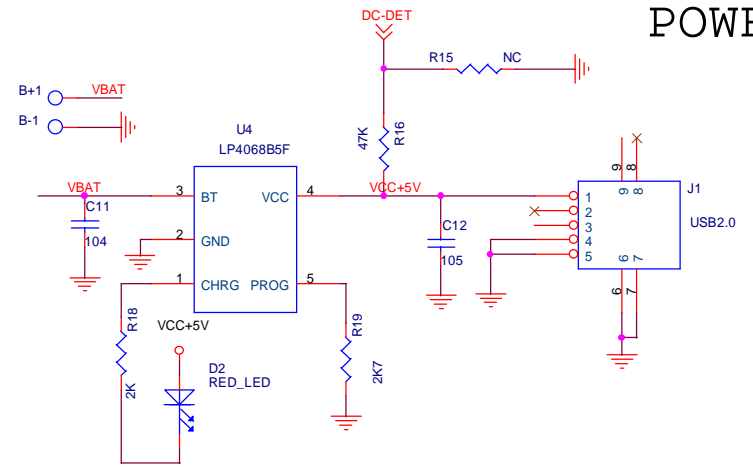 DC-DET
POWE
R15
NC
B+1
VBAT
B-1
47K
R16
U4
LP4068B5F
VBAT
3
BT
VCC
4
VCC+5V
C11
104
2
GND
1
CHRG
PROG
5
C12
105
9
8
9
8
J1
1
2
USB2.0
3
4
5
6
7
6
7
R18
2K
VCC+5V
D2
RED_LED
R19
2K7